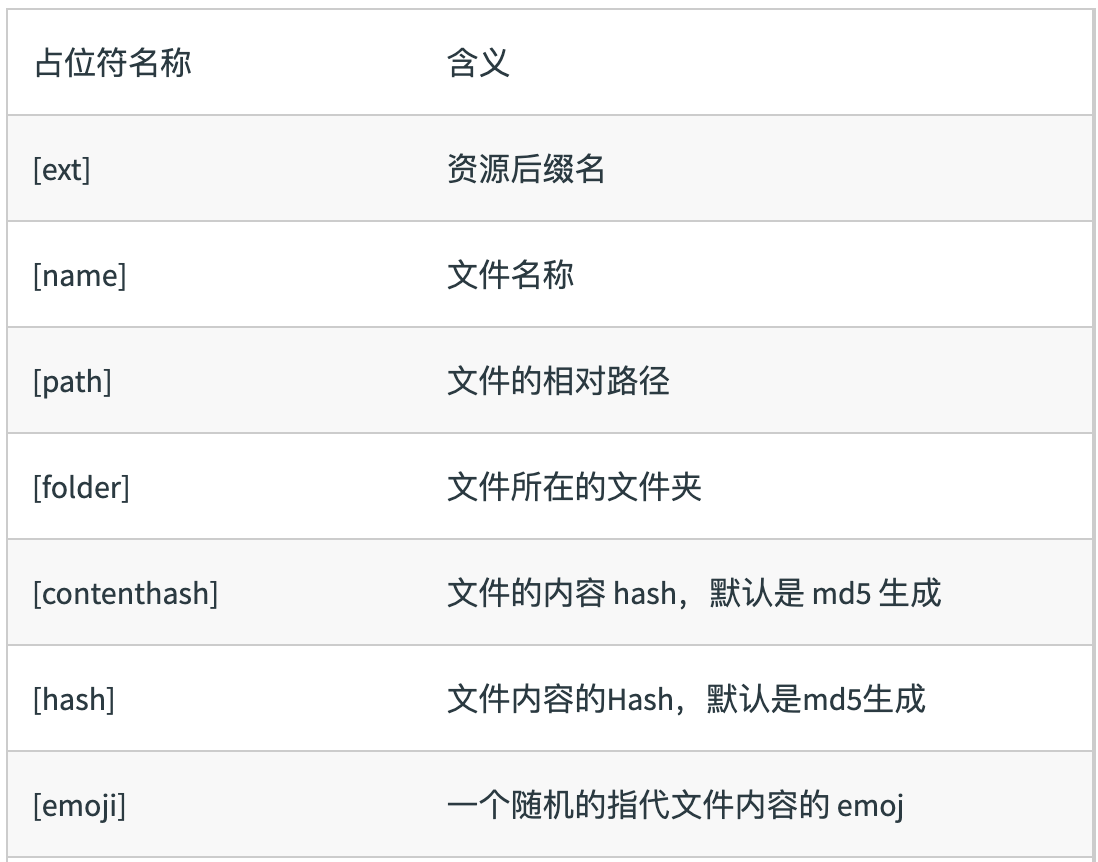 占位符名称 含义
[ext] 资源后缀名
[name] 文件名称
[path] 文件的相对路径
[folder] 文件所在的文件夹
[contenthash] 文件的内容 hash，默认是 md5 生成
[hash] 文件内容的Hash，默认是md5生成
[emoji] 一个随机的指代文件内容的 emoj